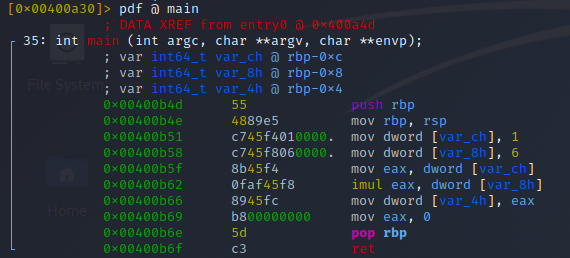 [0×00400a30]> pdf @ main
; DATA XREF from entry0 @ 0×400a4d
┌ 35: int main (int argc, char **argv, char **envp);
│ ; var int64_t var_ch @ rbp-0×c
│ ; var int64_t var_8h @ rbp-0×8
│ ; var int64_t var_4h @ rbp-0×4
│ 0×00400b4d 55 push rbp
│ 0×00400b4e 4889e5 mov rbp, rsp
│ 0×00400b51 c745f4010000. mov dword [var_ch], 1
│ 0×00400b58 c745f8060000. mov dword [var_8h], 6
│ 0×00400b5f 8b45f4 mov eax, dword [var_ch]
│ 0×00400b62 0faf45f8 imul eax, dword [var_8h]
│ 0×00400b66 8945fc mov dword [var_4h], eax
│ 0×00400b69 b800000000 mov eax, 0
│ 0×00400b6e 5d pop rbp
└ 0×00400b6f c3 ret
File System
Home